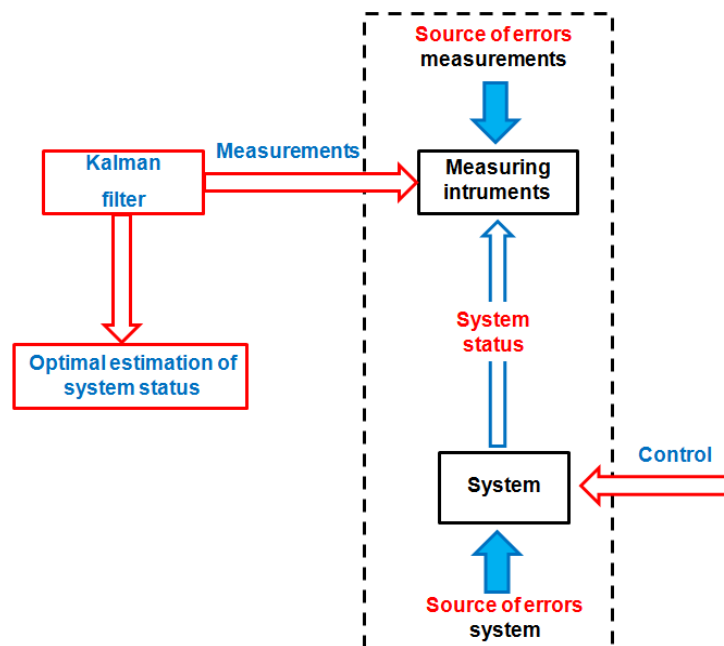 Source of errors
measurements
Measurements
Kalman
filter
Measuring
intruments
System
status
Optimal estimation of
system status
Control
System
Source of errors
system